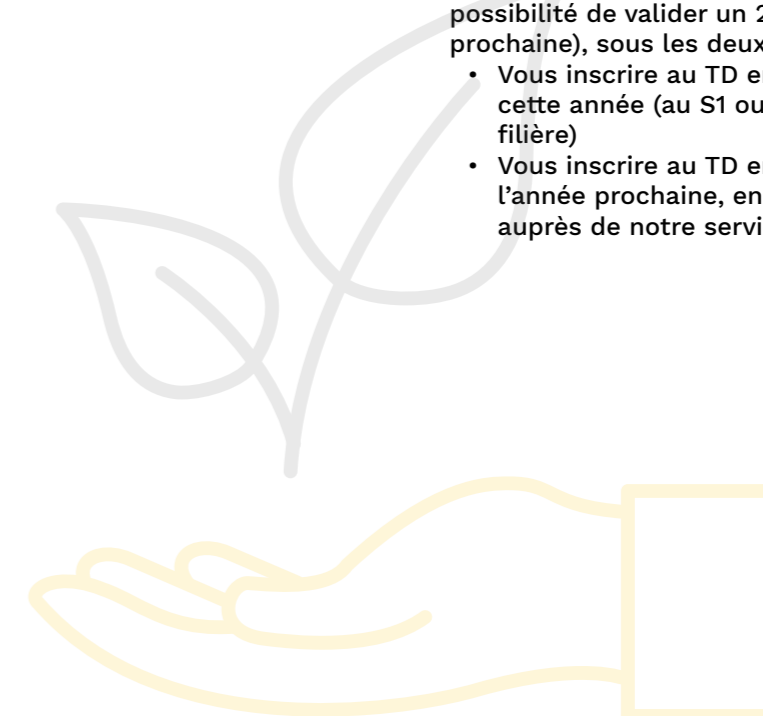 possibilité de valider un
prochaine), sous les deux
• Vous inscrire au TD
cette année (au S1 ou
filière)
• Vous inscrire au TD
l’année prochaine, en
auprès de notre